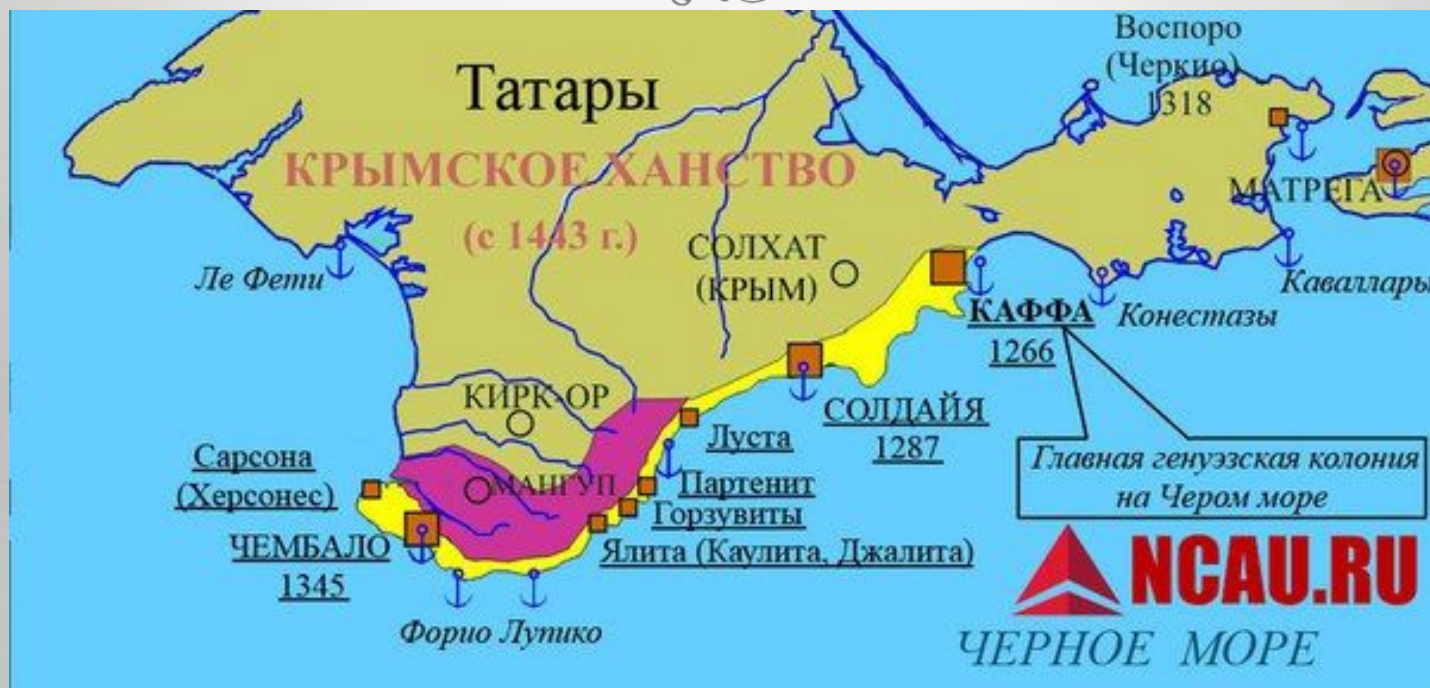 Воспоро
(Черкио)
1318
Татары
КРЫМСКОЕ ХАНСТВО
(с 1443 г.)
МАТРЕГА
СОЛХАТ
(КРЫМ)
Ле Фети
Каваллары
КАФФА
1266
Конестазы
КИРК-ОР
СОЛДАЙЯ
1287
Луста
Главная генуэзская колония
на Чером море
Сарсона
(Херсонес)
МАНГУП
Партенит
Горзувиты
ЧЕМБАЛО
1345
Ялита (Каулита, Джалита)
NCAU.RU
Форио Лупико
ЧЕРНОЕ МОРЕ